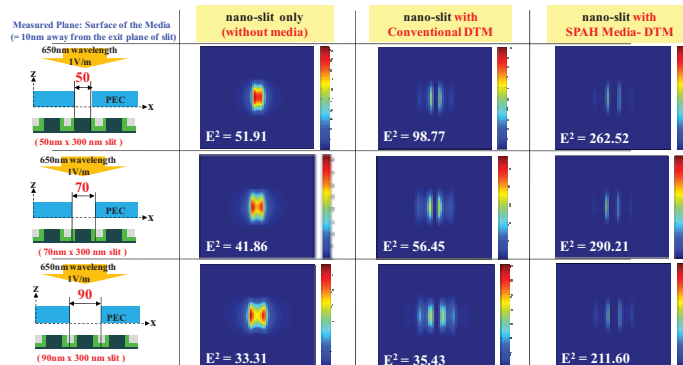 Measured Plane: Surface of the Media
(= 10nm away from the exit plane of slit)
nano-slit only
(without media)
nano-slit with
Conventional DTM
nano-slit with
SPAH Media- DTM
650nm wavelength
1V/m
z
50
PEC
x
(50nm x 300 nm slit)
E² = 51.91
E² = 98.77
E² = 262.52
650nm wavelength
1V/m
z
70
PEC
x
(70nm x 300 nm slit)
E² = 41.86
E² = 56.45
E² = 290.21
650nm wavelength
1V/m
z
90
PEC
x
(90nm x 300 nm slit)
E² = 33.31
E² = 35.43
E² = 211.60